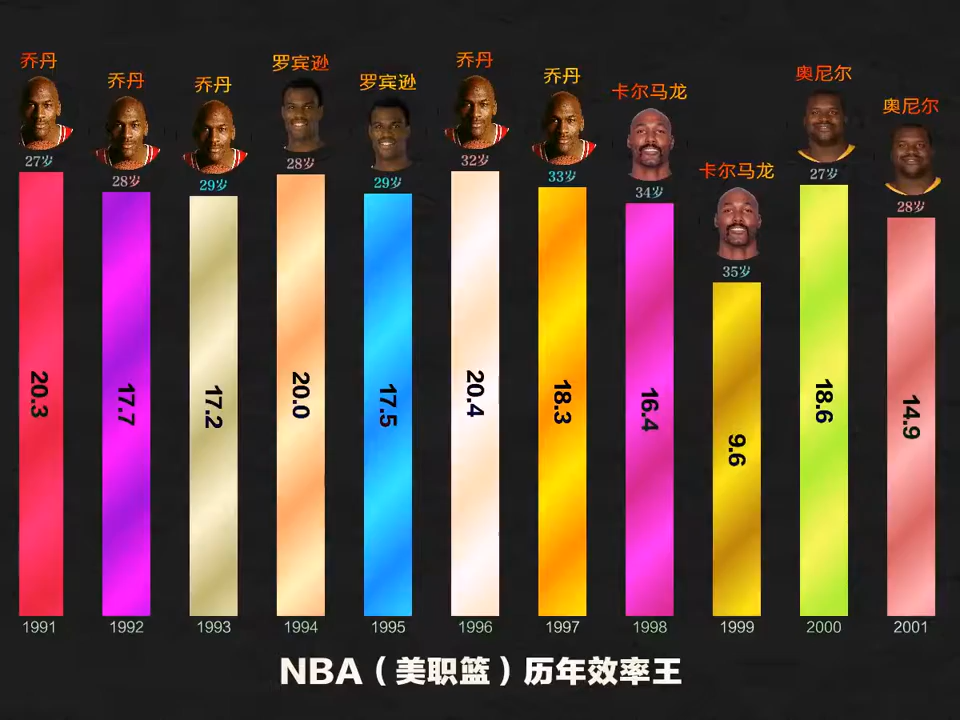 乔丹
27岁
20.3
1991
乔丹
28岁
17.7
1992
乔丹
29岁
17.2
1993
罗宾逊
28岁
20.0
1994
罗宾逊
29岁
17.5
1995
乔丹
32岁
20.4
1996
乔丹
33岁
18.3
1997
卡尔马龙
34岁
16.4
1998
卡尔马龙
35岁
9.6
1999
奥尼尔
27岁
18.6
2000
奥尼尔
28岁
14.9
2001
NBA（美职篮）历年效率王